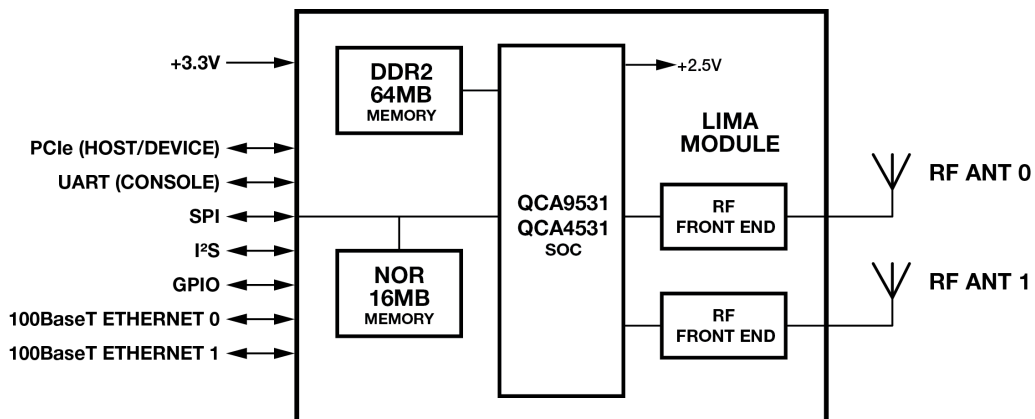 +3.3V
PCIe (HOST/DEVICE)
UART (CONSOLE)
SPI
I²S
GPIO
100BaseT ETHERNET 0
100BaseT ETHERNET 1
DDR2
64MB
MEMORY
NOR
16MB
MEMORY
QCA9531
QCA4531
SOC
+2.5V
LIMA
MODULE
RF
FRONT END
RF
FRONT END
RF ANT 0
RF ANT 1